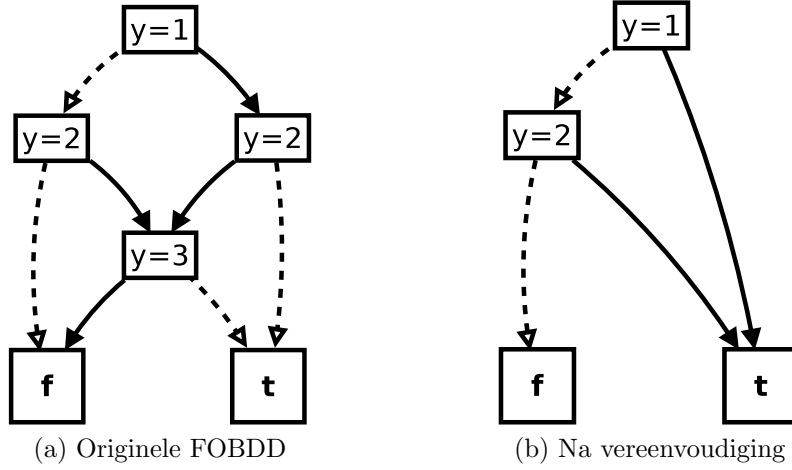 y=1
y=1
y=2
y=2
y=2
y=3
f
t
f
t
(a) Originele FOBDD
(b) Na vereenvoudiging